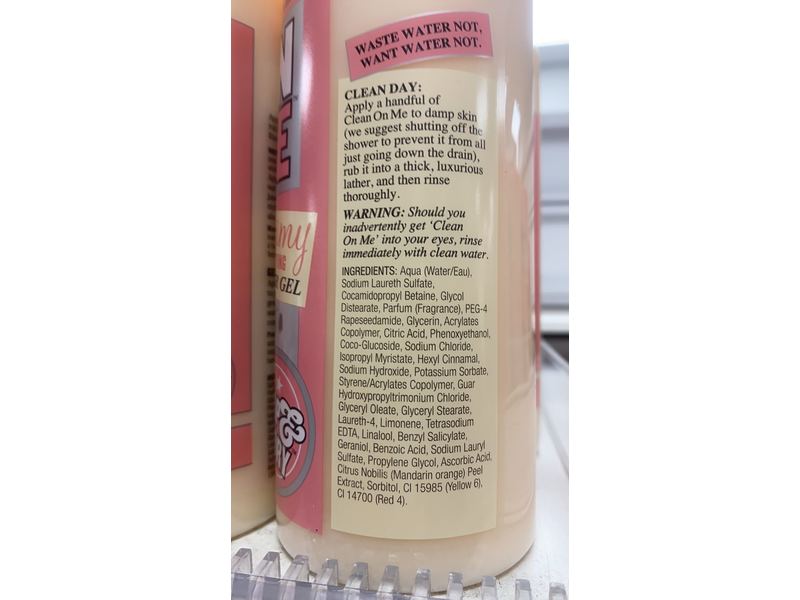 WASTE WATER NOT,
WANT WATER NOT.
CLEAN DAY:
Apply a handful of
Clean On Me to damp skin
(we suggest shutting off the
shower to prevent it from all
just going down the drain),
rub it into a thick, luxurious
lather, and then rinse
thoroughly.
WARNING: Should you
inadvertently get ‘Clean
On Me’ into your eyes, rinse
immediately with clean water.
INGREDIENTS: Aqua (Water/Eau),
Sodium Laureth Sulfate,
Cocamidopropyl Betaine, Glycol
Distearate, Parfum (Fragrance), PEG-4
Rapeseedamide, Glycerin, Acrylates
Copolymer, Citric Acid, Phenoxyethanol,
Coco-Glucoside, Sodium Chloride,
Isopropyl Myristate, Hexyl Cinnamal,
Sodium Hydroxide, Potassium Sorbate,
Styrene/Acrylates Copolymer, Guar
Hydroxypropyltrimonium Chloride,
Glyceryl Oleate, Glyceryl Stearate,
Laureth-4, Limonene, Tetrasodium
EDTA, Linalool, Benzyl Salicylate,
Geraniol, Benzoic Acid, Sodium Lauryl
Sulfate, Propylene Glycol, Ascorbic Acid,
Citrus Nobilis (Mandarin orange) Peel
Extract, Sorbitol, CI 15985 (Yellow 6),
CI 14700 (Red 4).
GEL